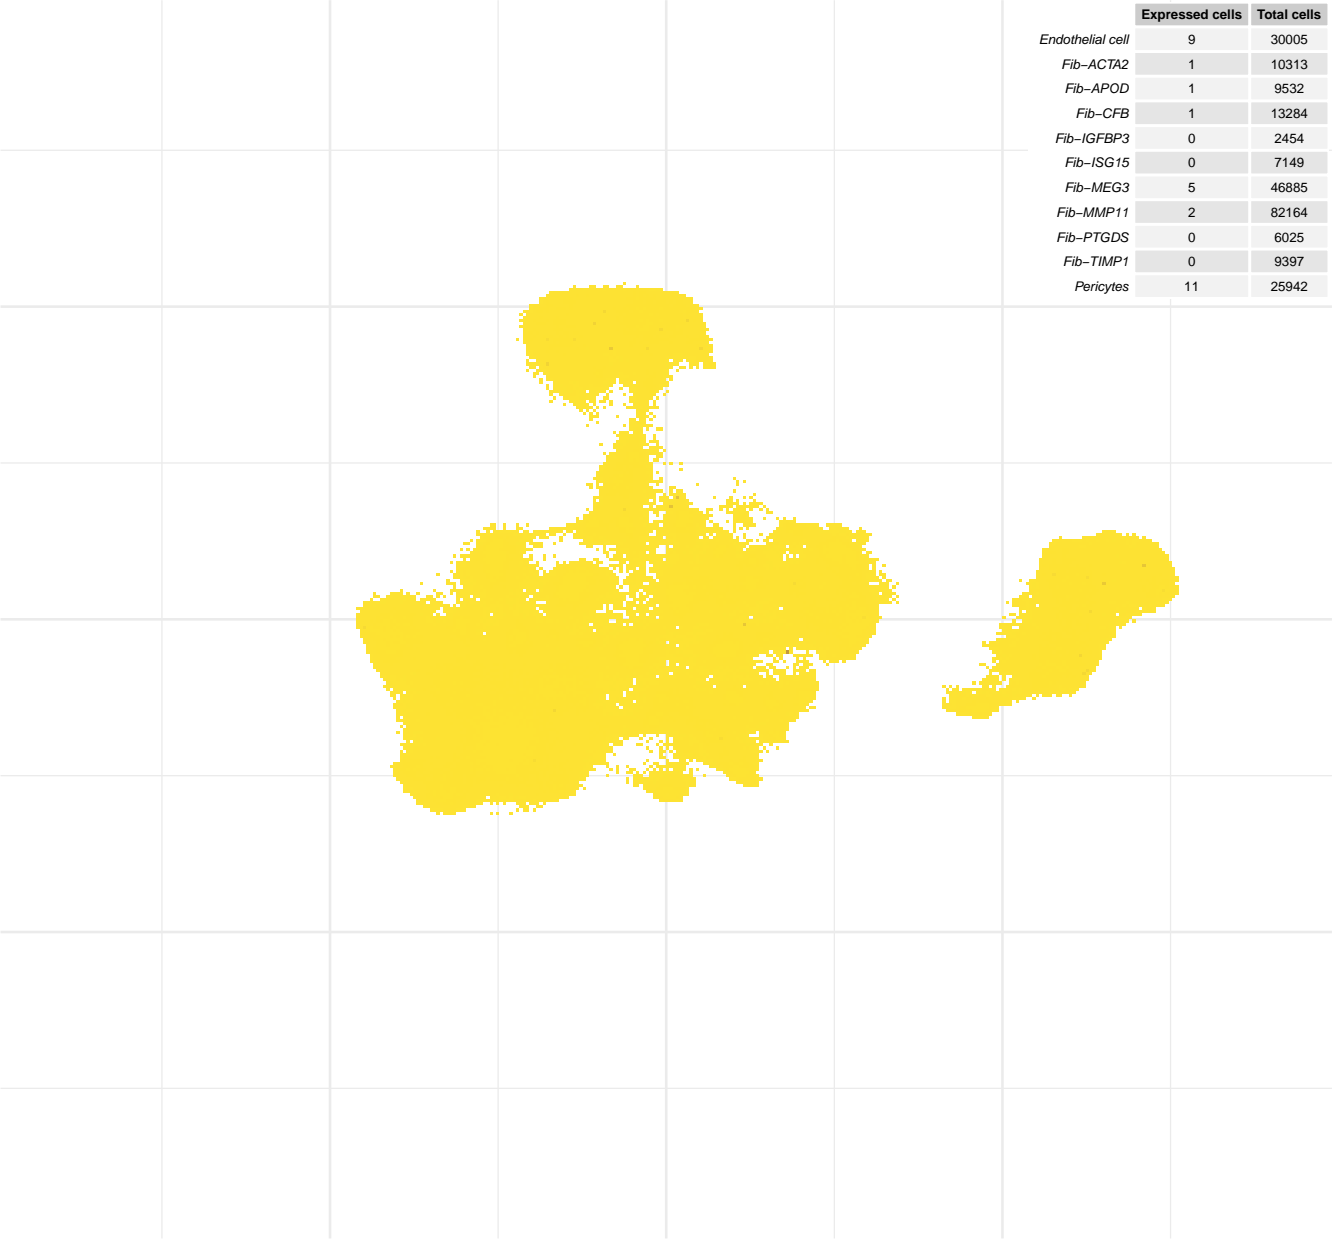 Expressed cells Total cells
Endothelial cell 9 30005
Fib−ACTA2 1 10313
Fib−APOD 1 9532
Fib−CFB 1 13284
Fib−IGFBP3 0 2454
Fib−ISG15 0 7149
Fib−MEG3 5 46885
Fib−MMP11 2 82164
Fib−PTGDS 0 6025
Fib−TIMP1 0 9397
Pericytes 11 25942